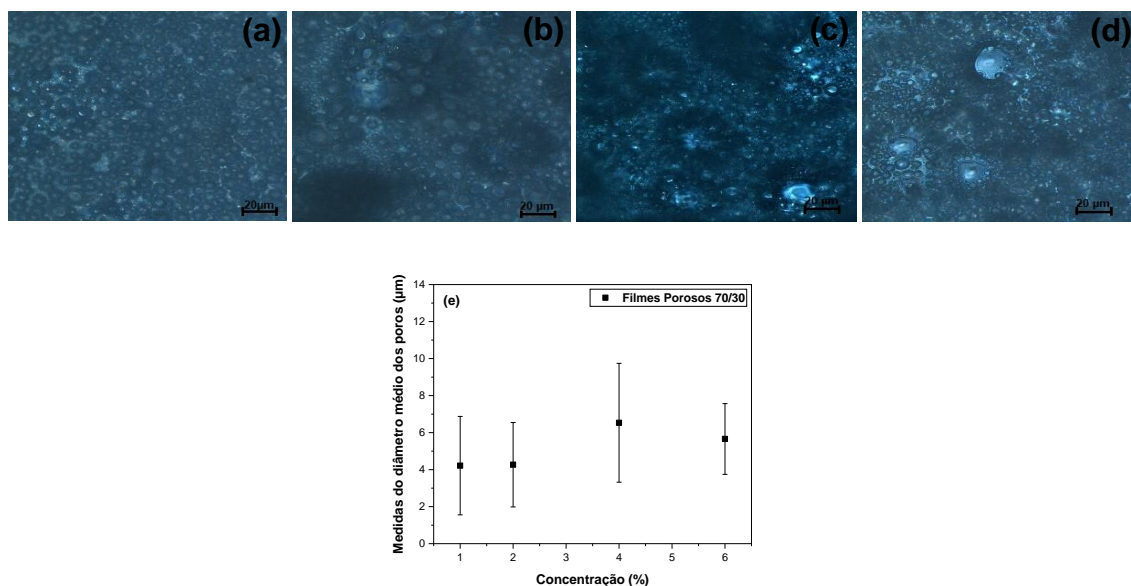 (a)
(b)
(c)
(d)
20µm
20 µm
20 µm
20 µm
Medidas do diâmetro médio dos poros (µm)
14
12
10
8
6
4
2
0
(e)
Filmes Porosos 70/30
1
2
3
4
5
6
Concentração (%)